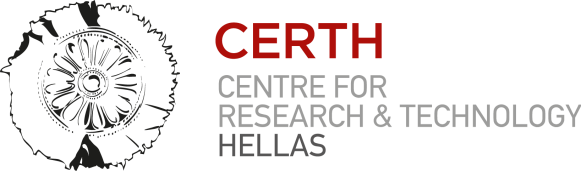 CERTH
CENTRE FOR
RESEARCH & TECHNOLOGY
HELLAS